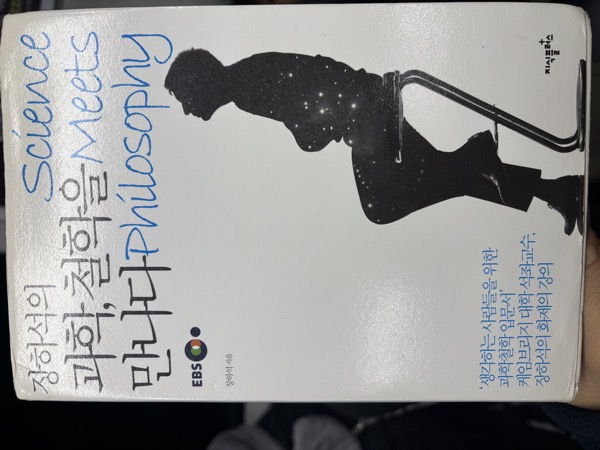 장하석의
과학, 철학을
만나다
Science
Meets
Philosophy
EBS
장하석 지음
'생각하는 사람들을 위한
과학철학 입문서'
케임브리지 대학 석좌교수,
장하석의 화제의 강의
지식플러스